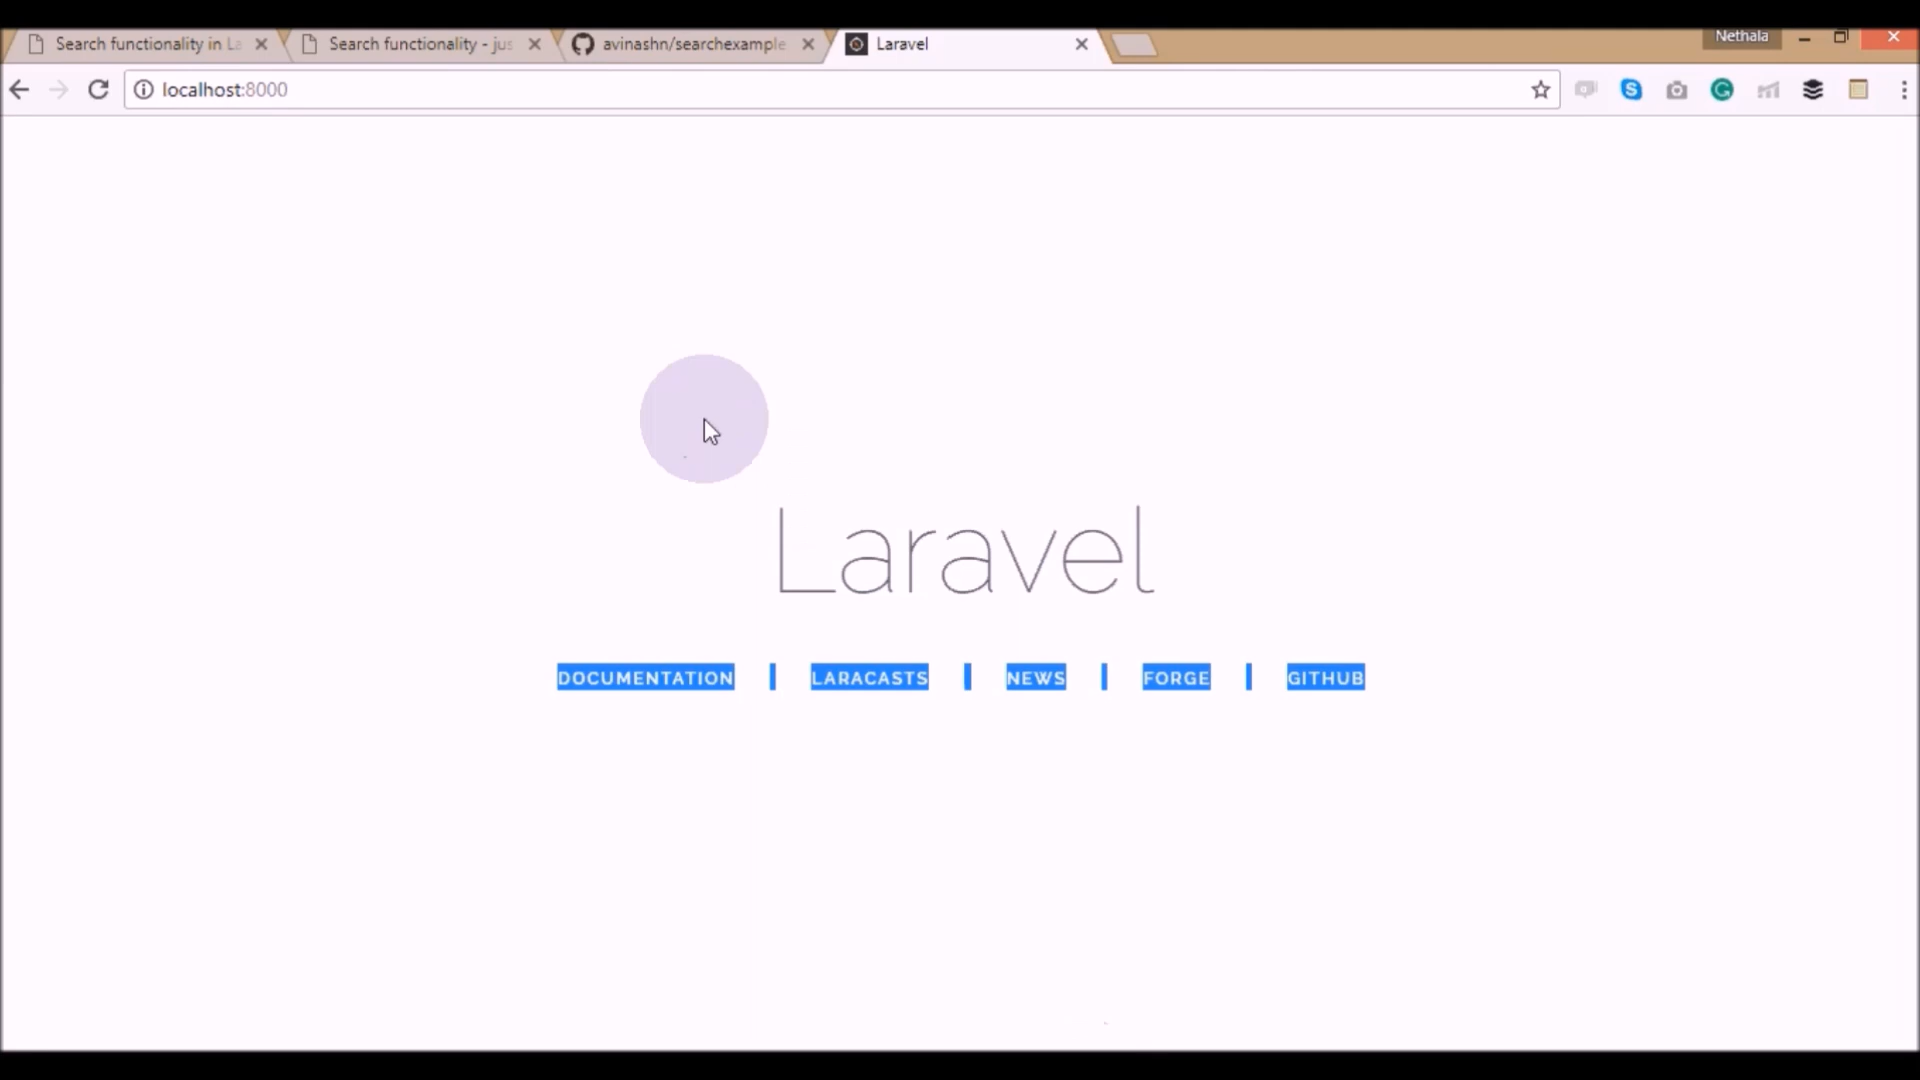 Search functionality in La
Search functionality - jus
avinashn/searchexample
Laravel
Nethala
localhost:8000
Laravel
DOCUMENTATION
LARACASTS
NEWS
FORGE
GITHUB